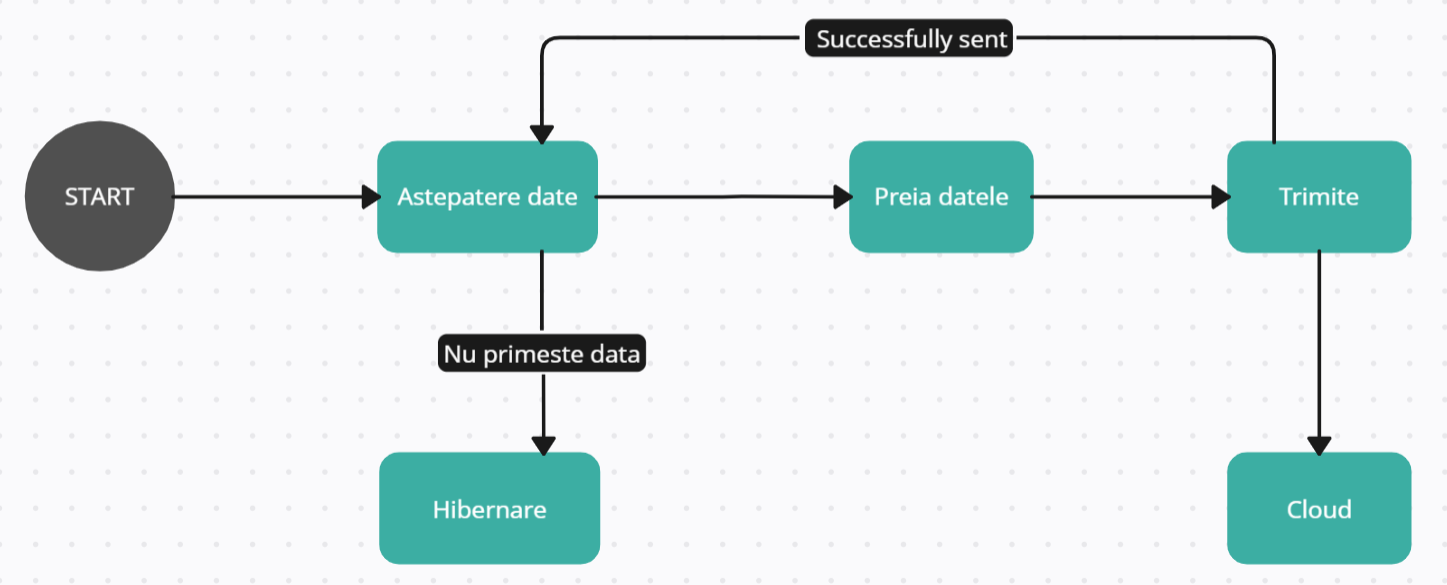 Successfully sent
START
Astepatere date
Preia datele
Trimite
Nu primeste data
Hibernare
Cloud